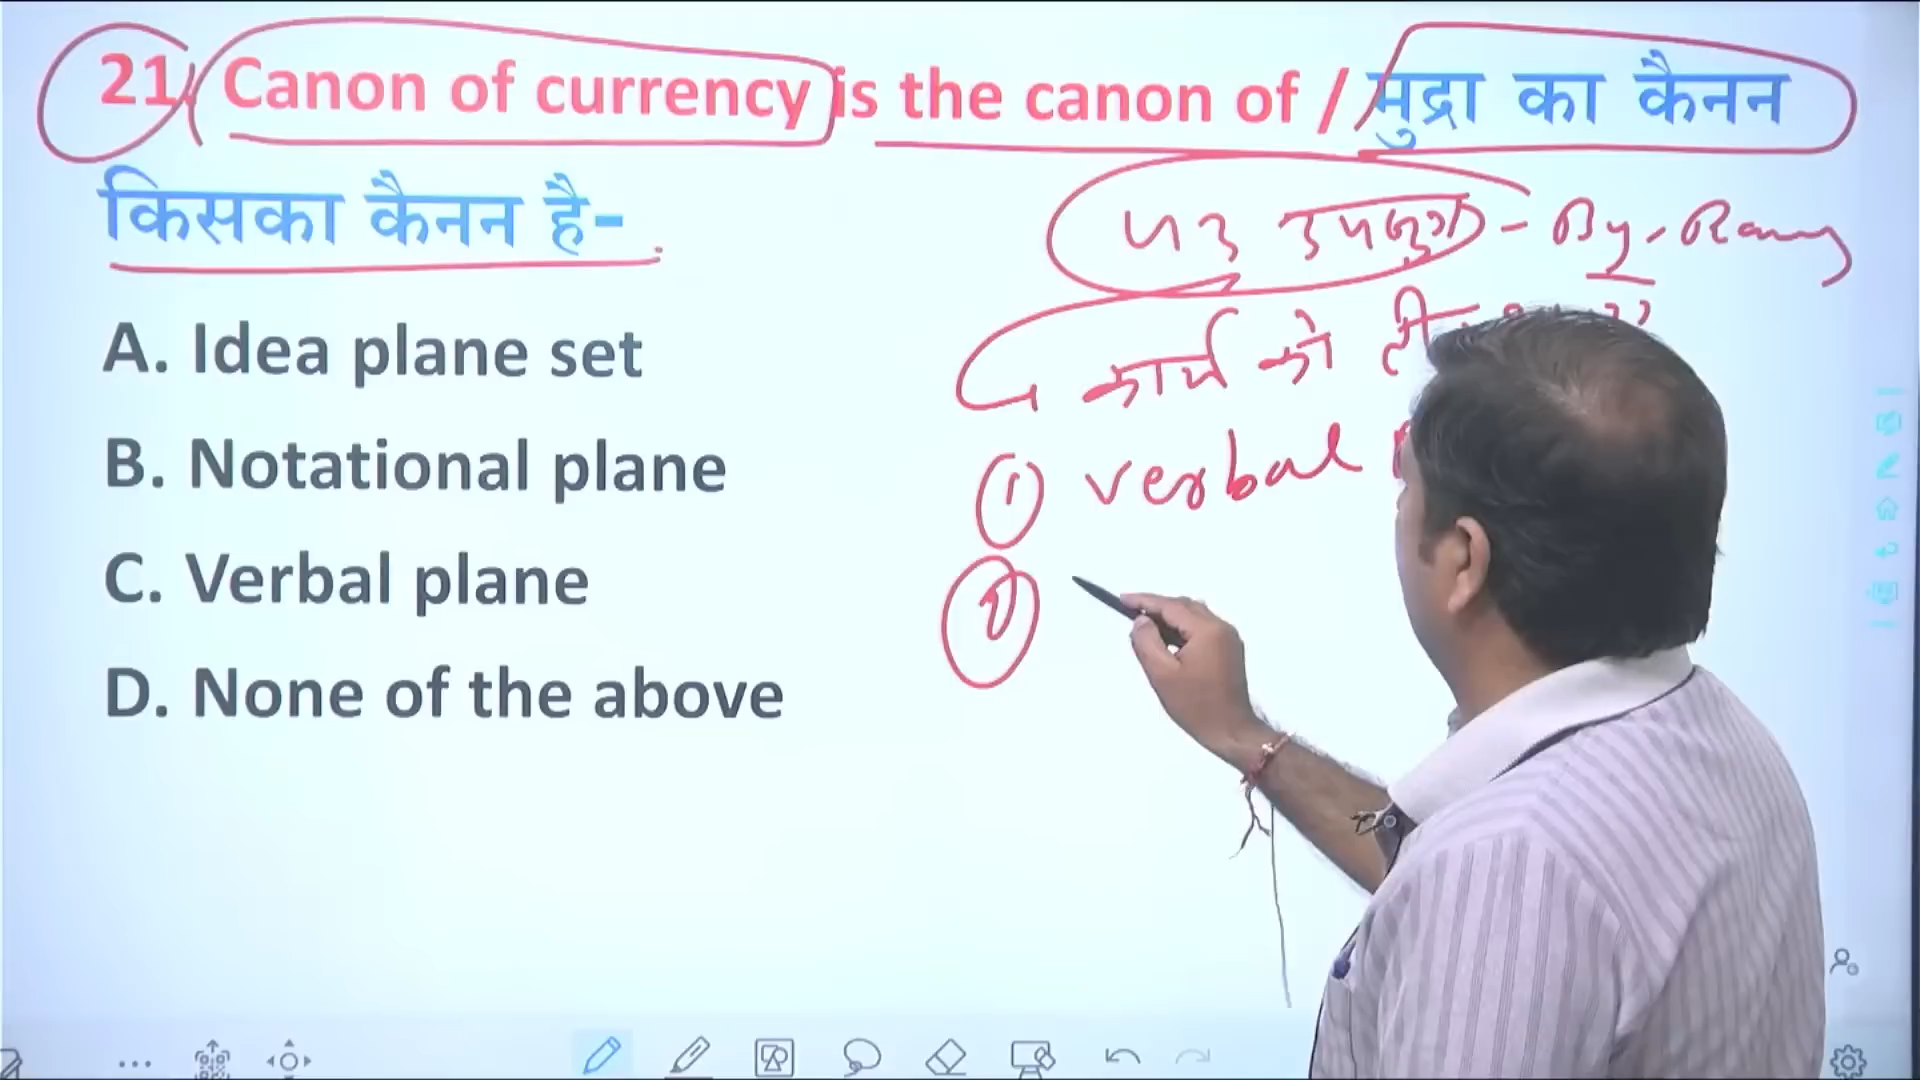 21. Canon of currency is the canon of / मुद्रा का कैनन
किसका कैनन है-
By. Rang
कार्य को
A. Idea plane set
① verbal
B. Notational plane
C. Verbal plane
②
D. None of the above